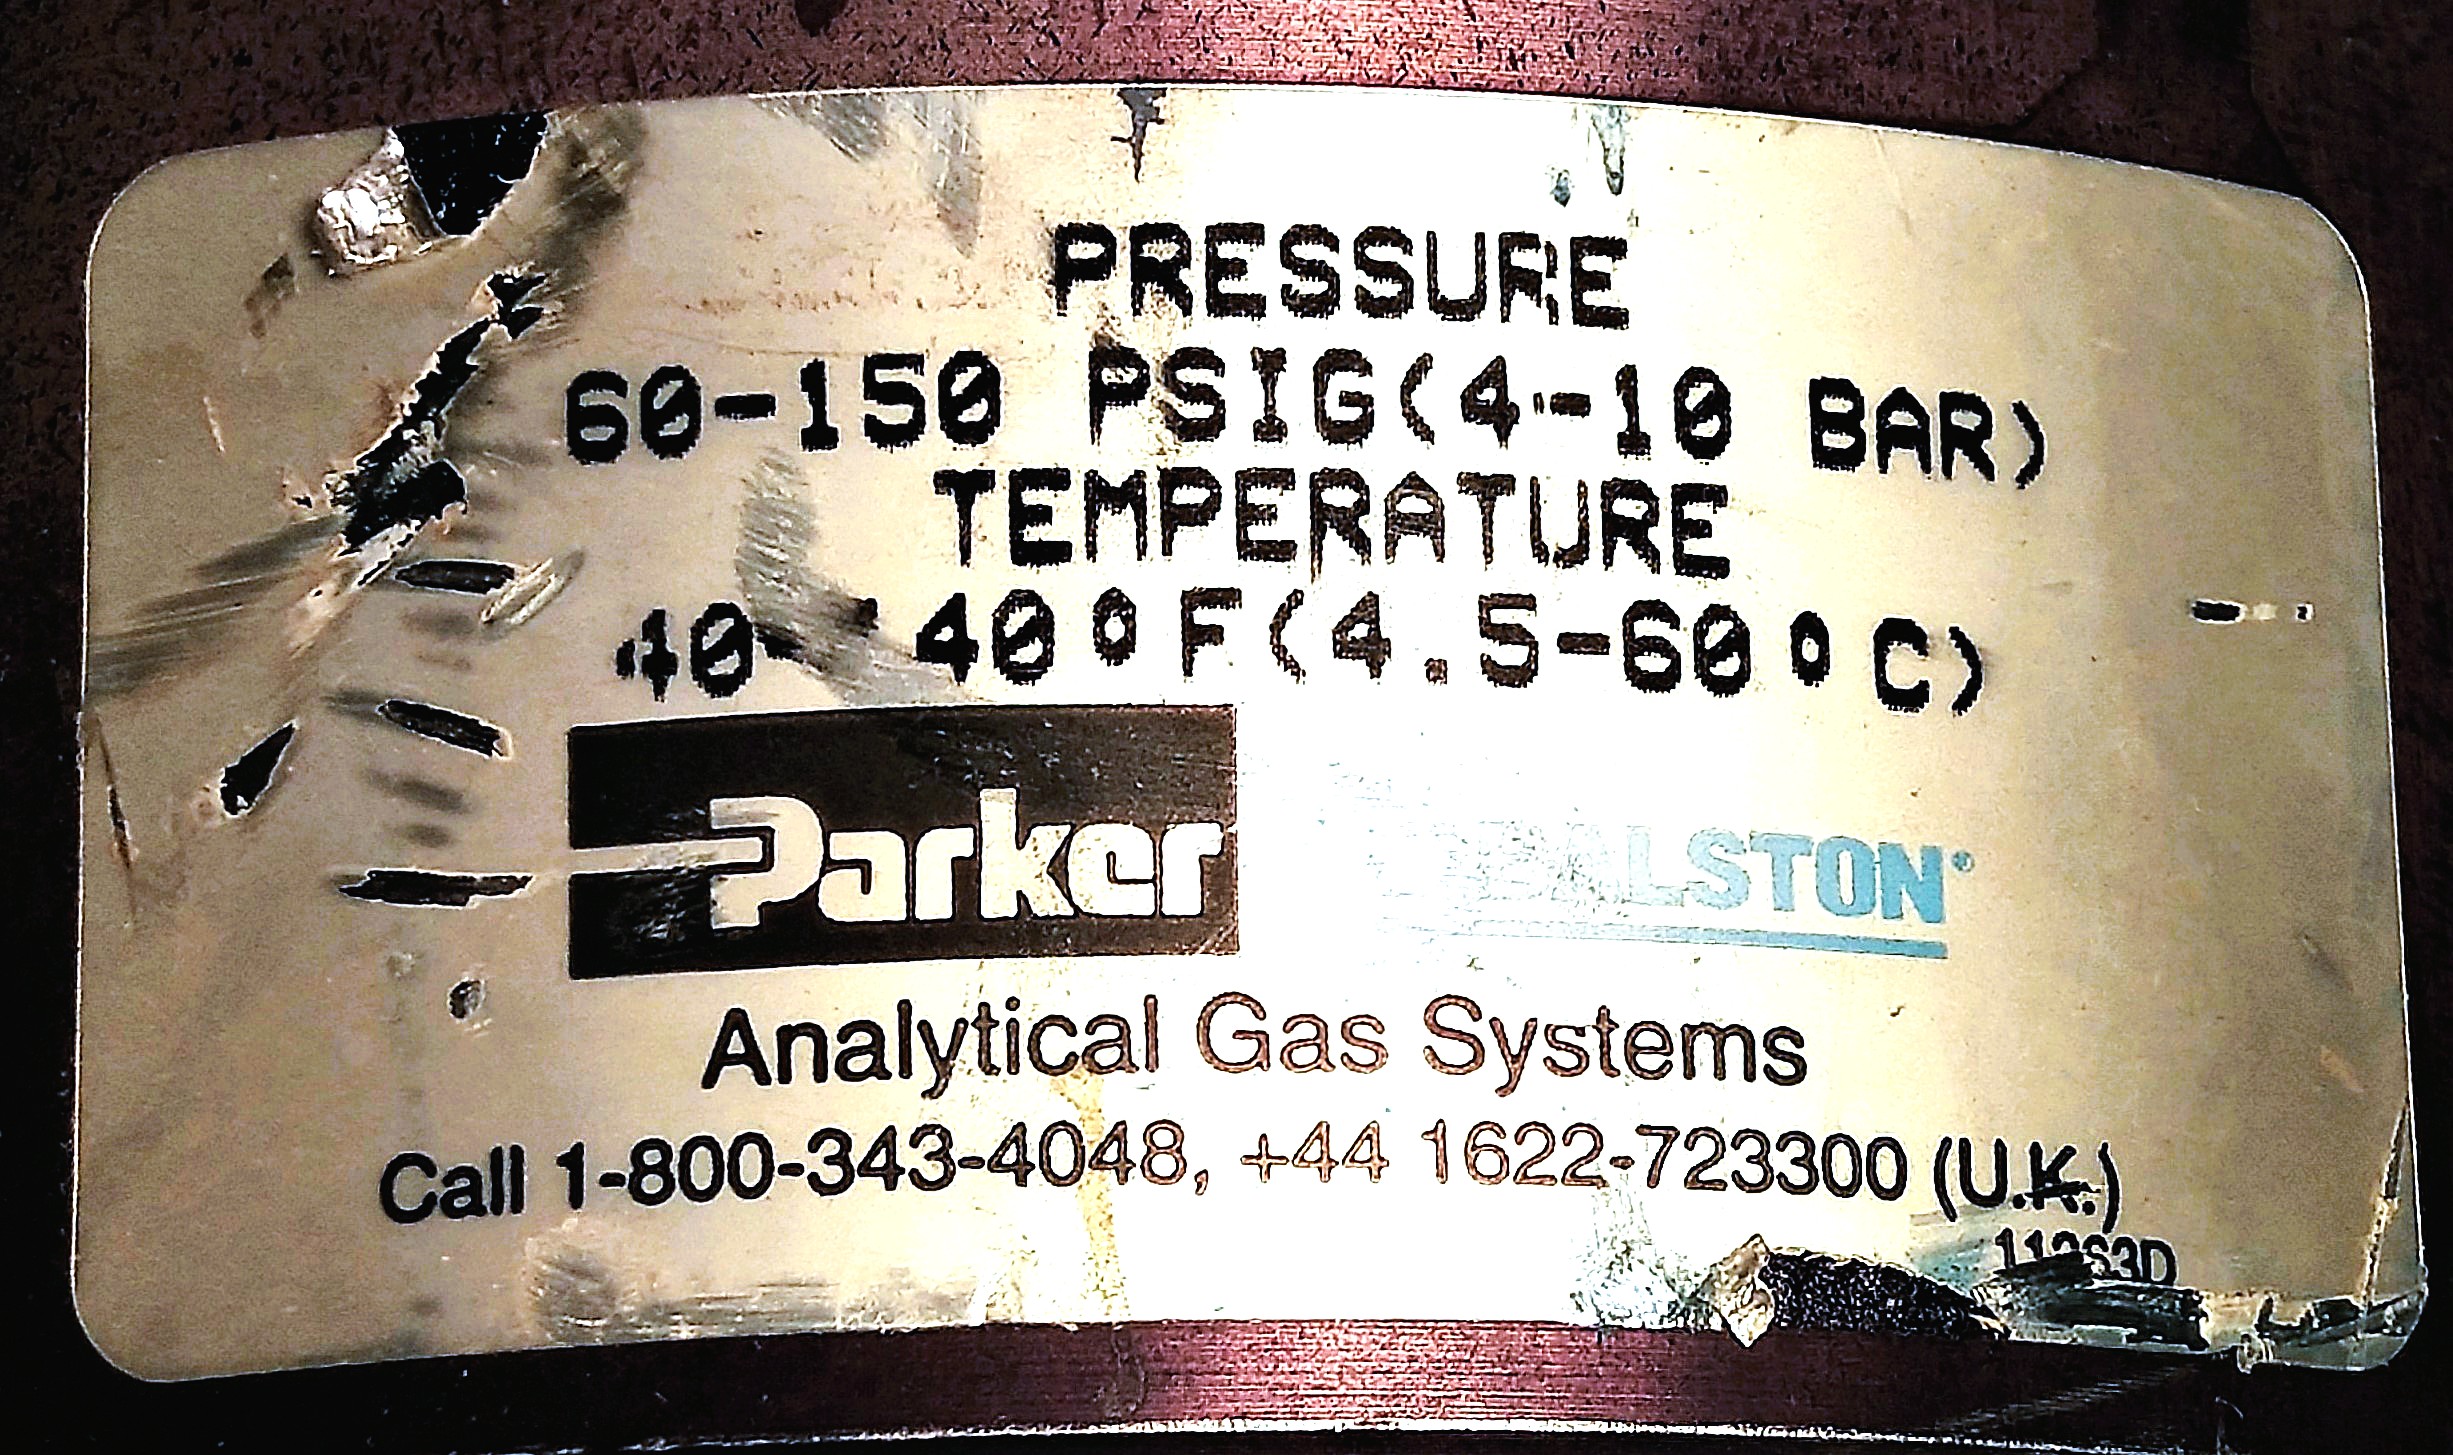 PRESSURE
60-150 PSIG(4-10 BAR)
TEMPERATURE
40- 40°F(4.5-60°C)
Parker
Analytical Gas Systems
Call 1-800-343-4048, +44 1622-723300 (U.K.)